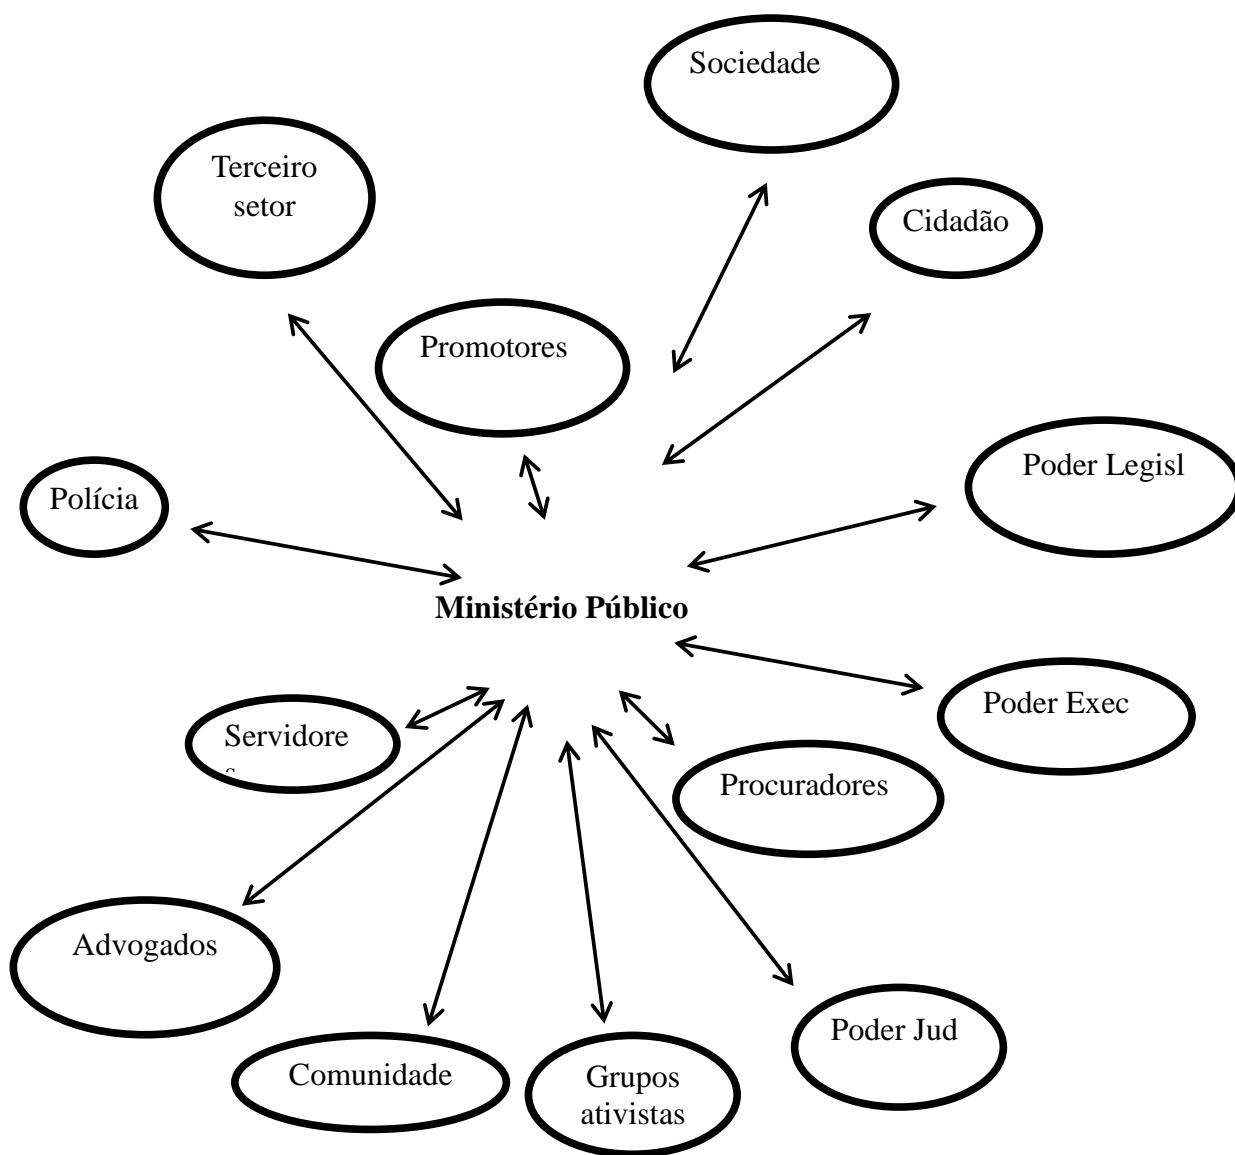 Sociedade
Terceiro
setor
Cidadão
Promotores
Poder Legisl
Polícia
Ministério Público
Poder Exec
Servidore
s
Procuradores
Advogados
Poder Jud
Comunidade
Grupos
ativistas